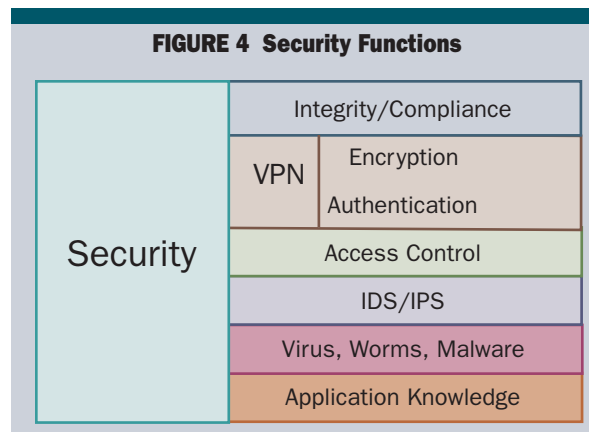 FIGURE 4 Security Functions
Security
Integrity/Compliance
VPN
Encryption
Authentication
Access Control
IDS/IPS
Virus, Worms, Malware
Application Knowledge